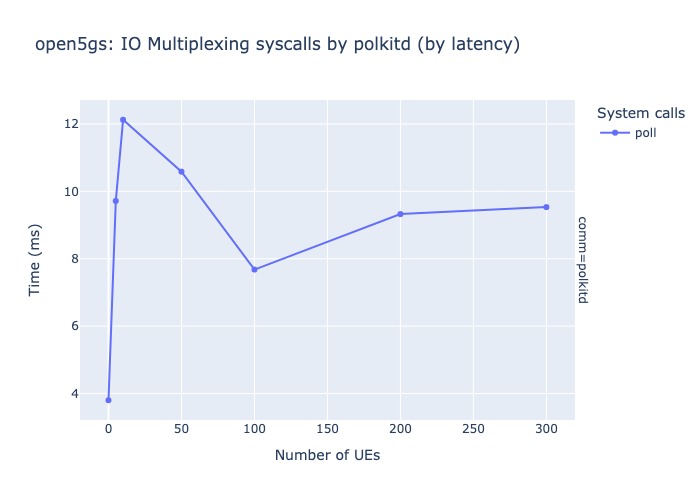 open5gs: IO Multiplexing syscalls by polkitd (by latency)
System calls
poll
12
10
8
6
4
Time (ms)
comm=polkitd
0 50 100 150 200 250 300
Number of UEs